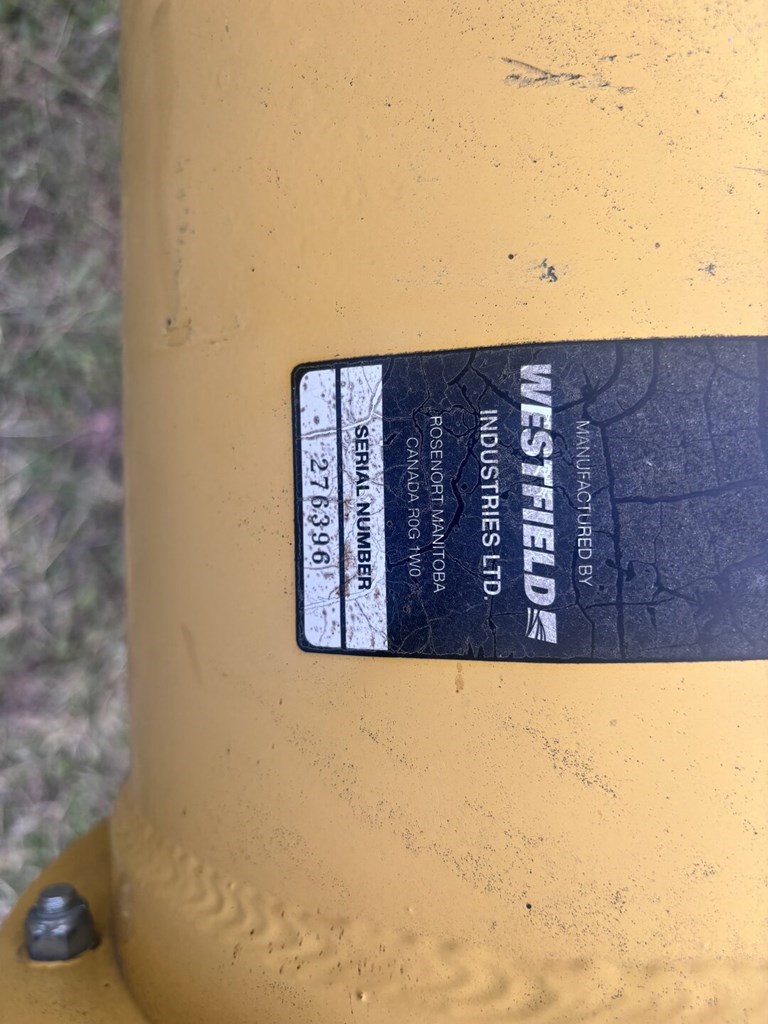 MANUFACTURED BY
WESTFIELD
INDUSTRIES LTD.
ROSENORT MANITOBA
CANADA R0G 1W0
SERIAL NUMBER
276396